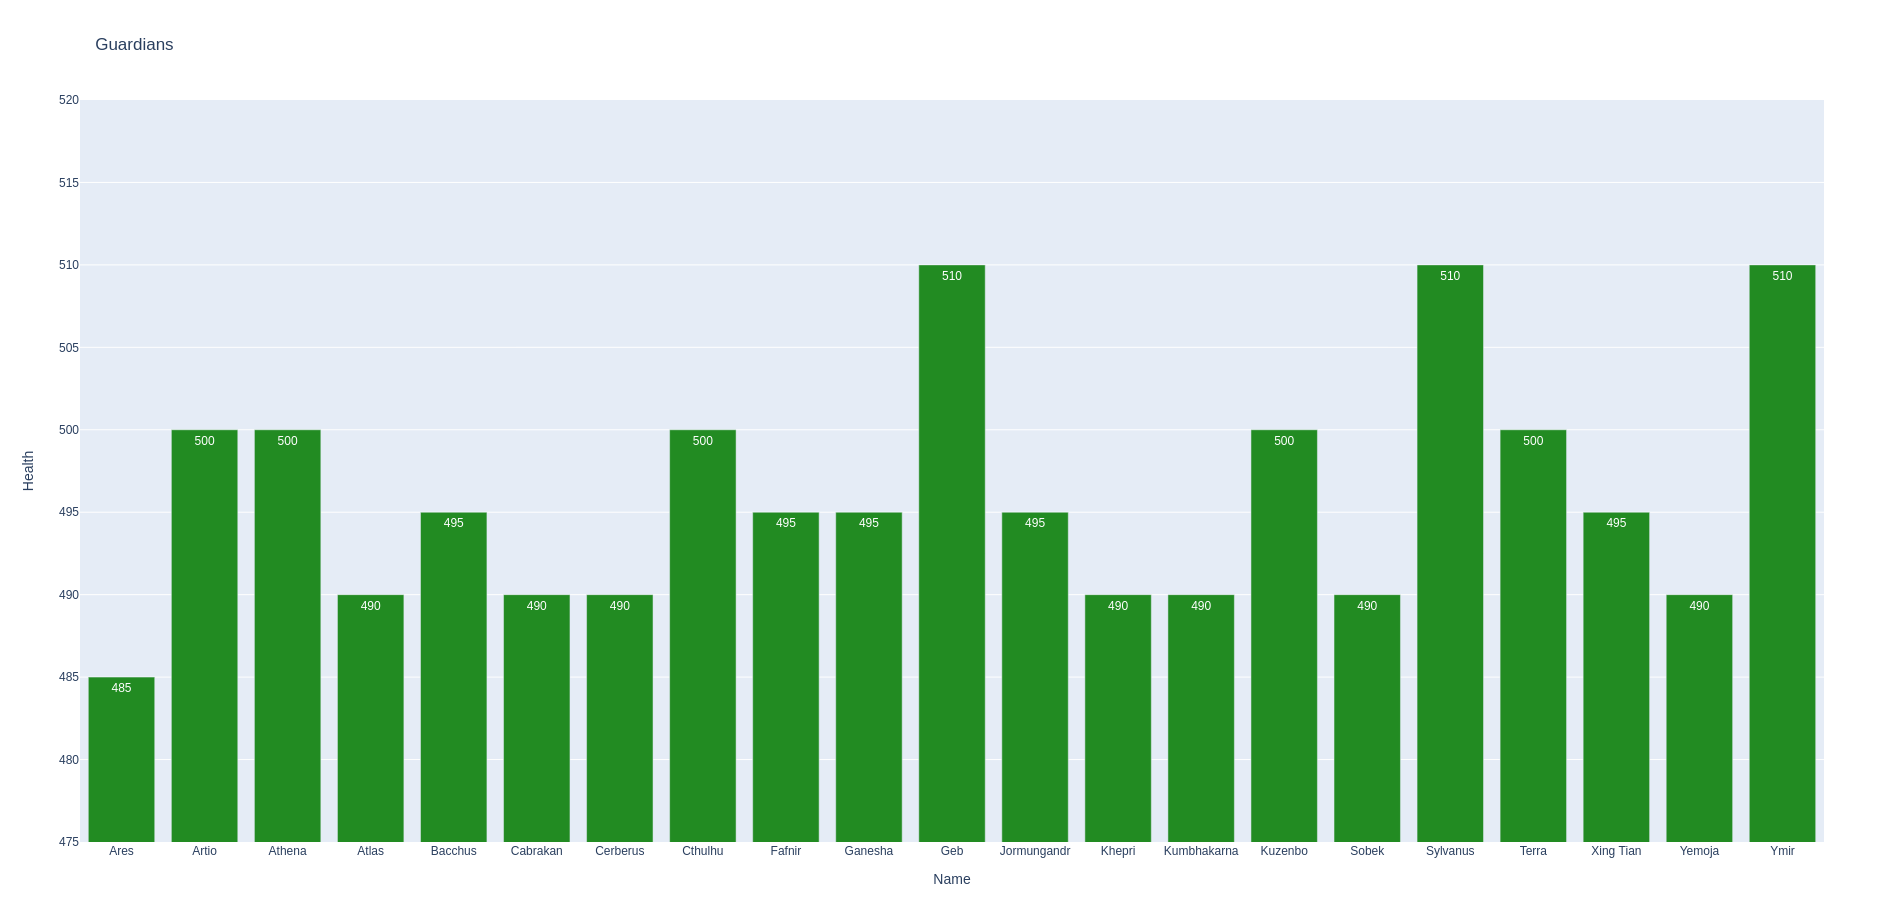 Guardians
520
515
510
505
500
495
490
485
480
475
Health
485
500
500
490
495
490
490
500
495
495
510
495
490
490
500
490
510
500
495
490
510
Ares
Artio
Athena
Atlas
Bacchus
Cabrakan
Cerberus
Cthulhu
Fafnir
Ganesha
Geb
Jormungandr
Khepri
Kumbhakarna
Kuzenbo
Sobek
Sylvanus
Terra
Xing Tian
Yemoja
Ymir
Name